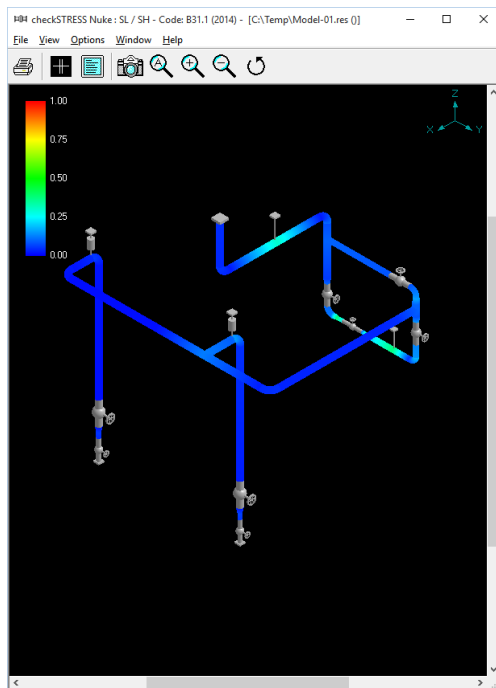 checkSTRESS Nuke : SL / SH - Code: B31.1 (2014) - [C:\Temp\Model-01.res ()]
File View Options Window Help
A
Z
X Y
1.00
0.75
0.50
0.25
0.00